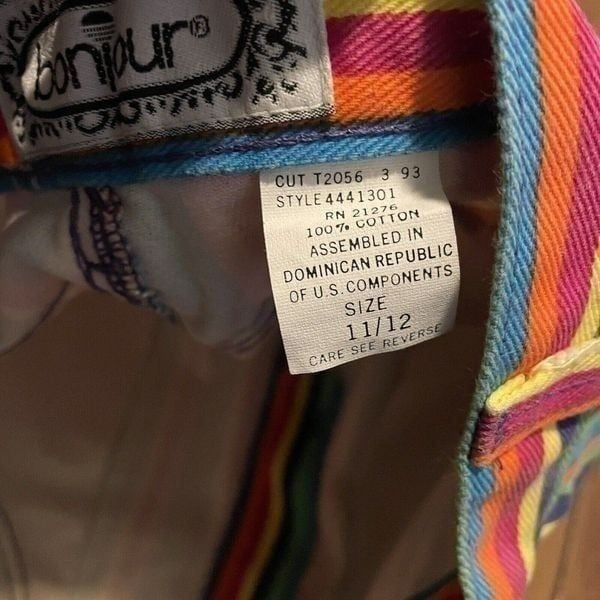 bonjour
CUT T2056 3 93
STYLE 4441301
RN 21276
100% COTTON
ASSEMBLED IN
DOMINICAN REPUBLIC
OF U.S. COMPONENTS
SIZE
11/12
CARE SEE REVERSE